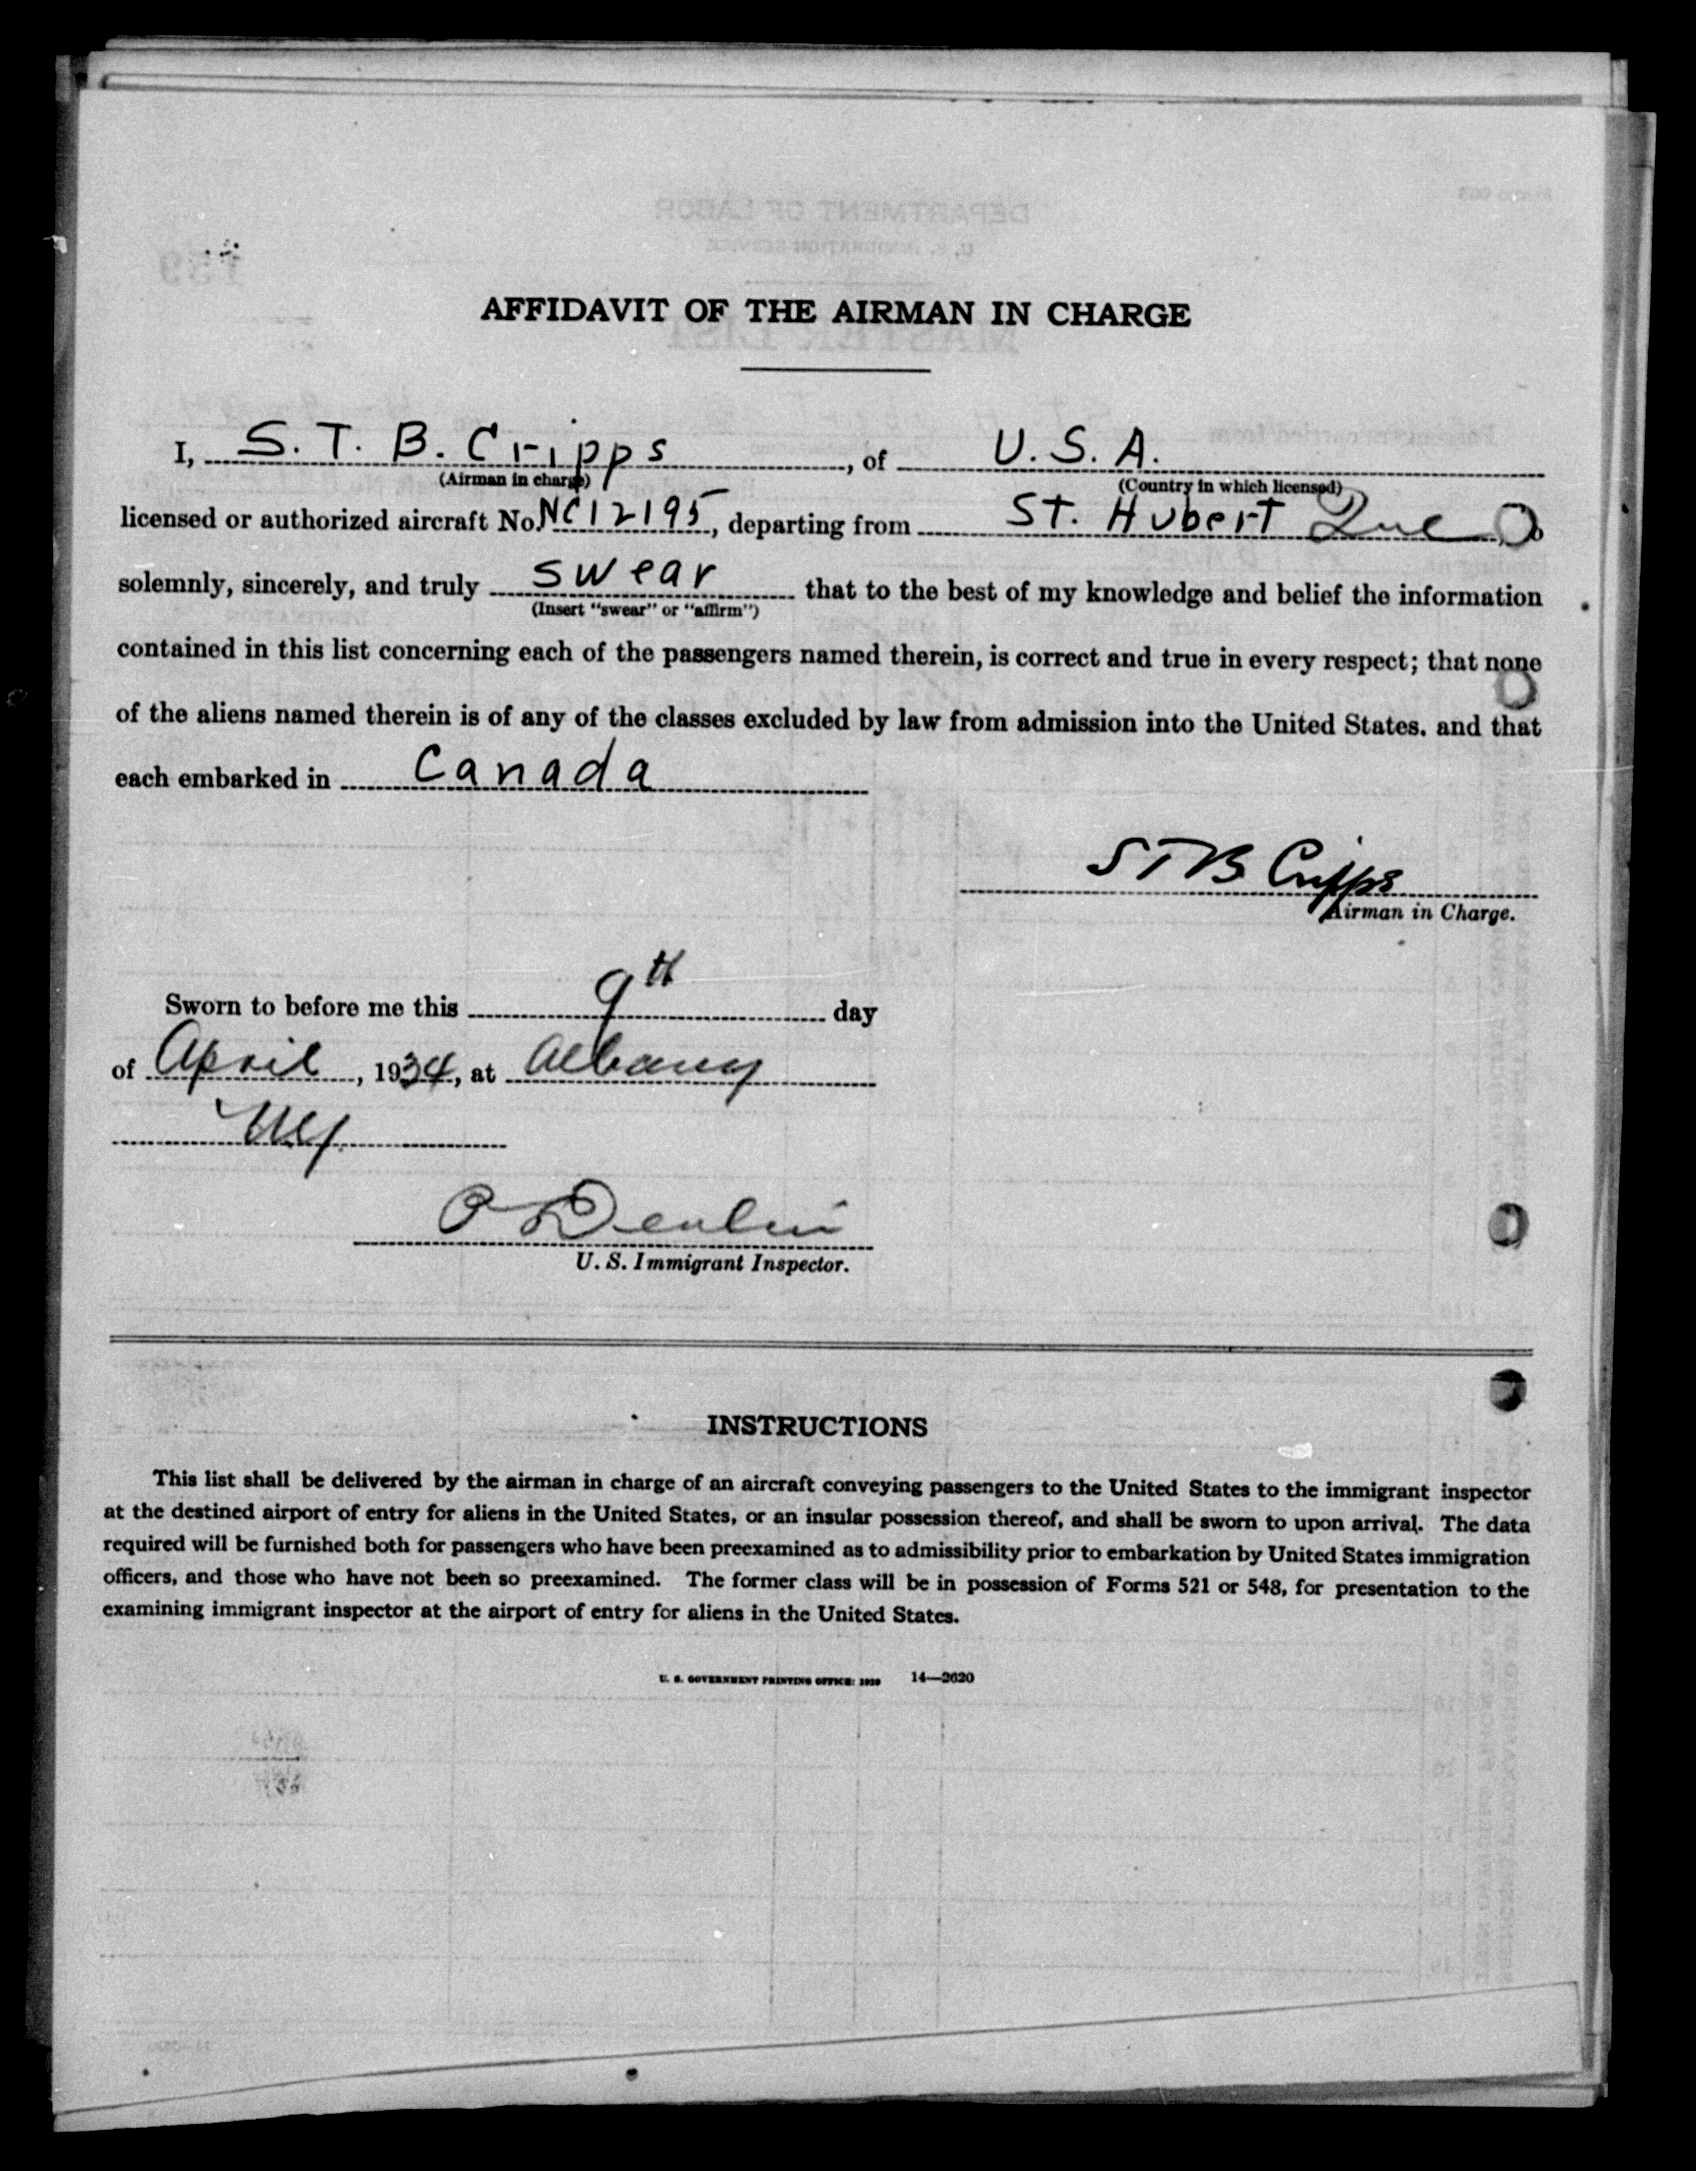 AFFIDAVIT OF THE AIRMAN IN CHARGE
I, S. T. B. Cripps, of U. S. A.
(Airman in charge) (Country in which licensed)
licensed or authorized aircraft No. NC12195, departing from St. Hubert Que
solemnly, sincerely, and truly swear that to the best of my knowledge and belief the information
(Insert "swear" or "affirm")
contained in this list concerning each of the passengers named therein, is correct and true in every respect; that none
of the aliens named therein is of any of the classes excluded by law from admission into the United States. and that
each embarked in Canada
STB Cripps
Airman in Charge.
Sworn to before me this 9th day
of April, 1934, at Albany
NY.
U. S. Immigrant Inspector.
INSTRUCTIONS
This list shall be delivered by the airman in charge of an aircraft conveying passengers to the United States to the immigrant inspector
at the destined airport of entry for aliens in the United States, or an insular possession thereof, and shall be sworn to upon arrival. The data
required will be furnished both for passengers who have been preexamined as to admissibility prior to embarkation by United States immigration
officers, and those who have not been so preexamined. The former class will be in possession of Forms 521 or 548, for presentation to the
examining immigrant inspector at the airport of entry for aliens in the United States.
U. S. GOVERNMENT PRINTING OFFICE: 1929 14—2620